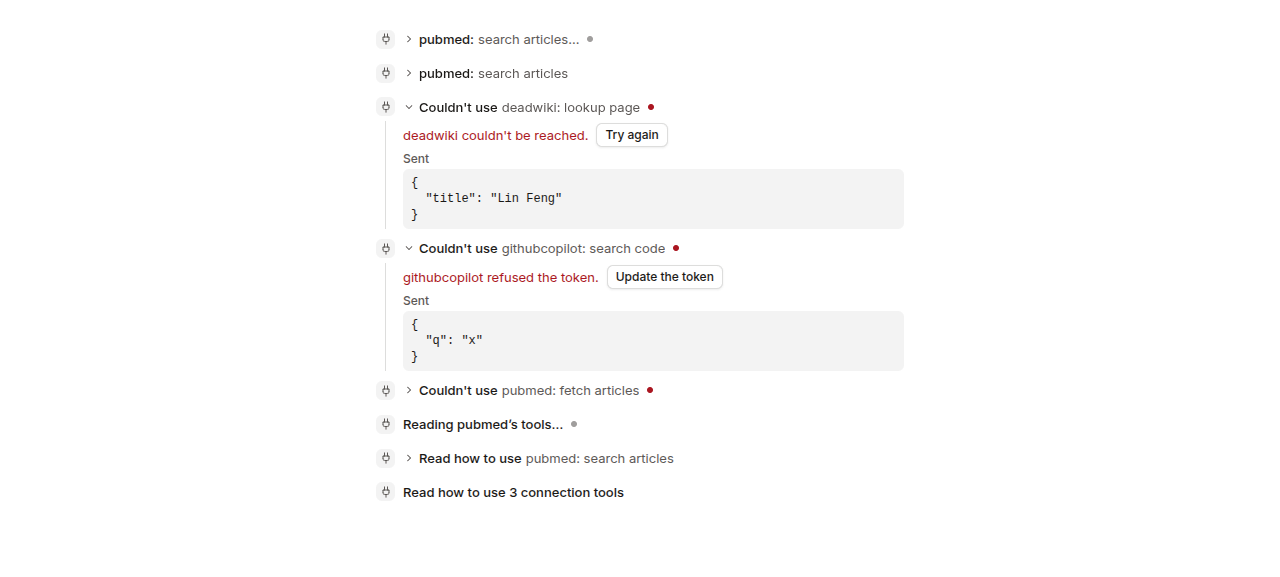 pubmed: search articles...
pubmed: search articles
Couldn't use deadwiki: lookup page
deadwiki couldn't be reached. Try again
Sent
{
  "title": "Lin Feng"
}
Couldn't use githubcopilot: search code
githubcopilot refused the token. Update the token
Sent
{
  "q": "x"
}
Couldn't use pubmed: fetch articles
Reading pubmed’s tools...
Read how to use pubmed: search articles
Read how to use 3 connection tools